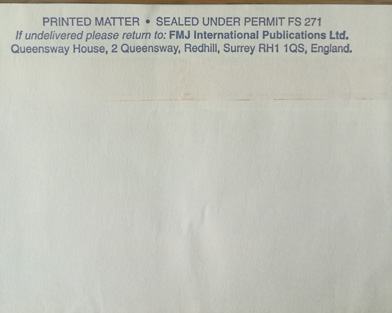 PRINTED MATTER • SEALED UNDER PERMIT FS 271
If undelivered please return to: FMJ International Publications Ltd.
Queensway House, 2 Queensway, Redhill, Surrey RH1 1QS, England.